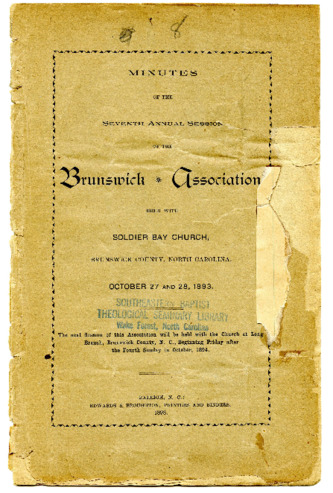 8
MINUTES
OF THE
SEVENTH ANNUAL SESSION
OF THE
Brunswick Association
HELD WITH
SOLDIER BAY CHURCH,
BRUNSWICK COUNTY, NORTH CAROLINA,
OCTOBER 27 AND 28, 1893.
SOUTHEASTERN BAPTIST
THEOLOGICAL SEMINARY LIBRARY
Wake Forest, North Carolina
The next Session of this Association will be held with the Church at Long
Branch, Brunswick County, N. C., Beginning Friday after
the Fourth Sunday in October, 1894.
RALEIGH, N. C.:
EDWARDS & BROUGHTON, PRINTERS AND BINDERS.
1893.